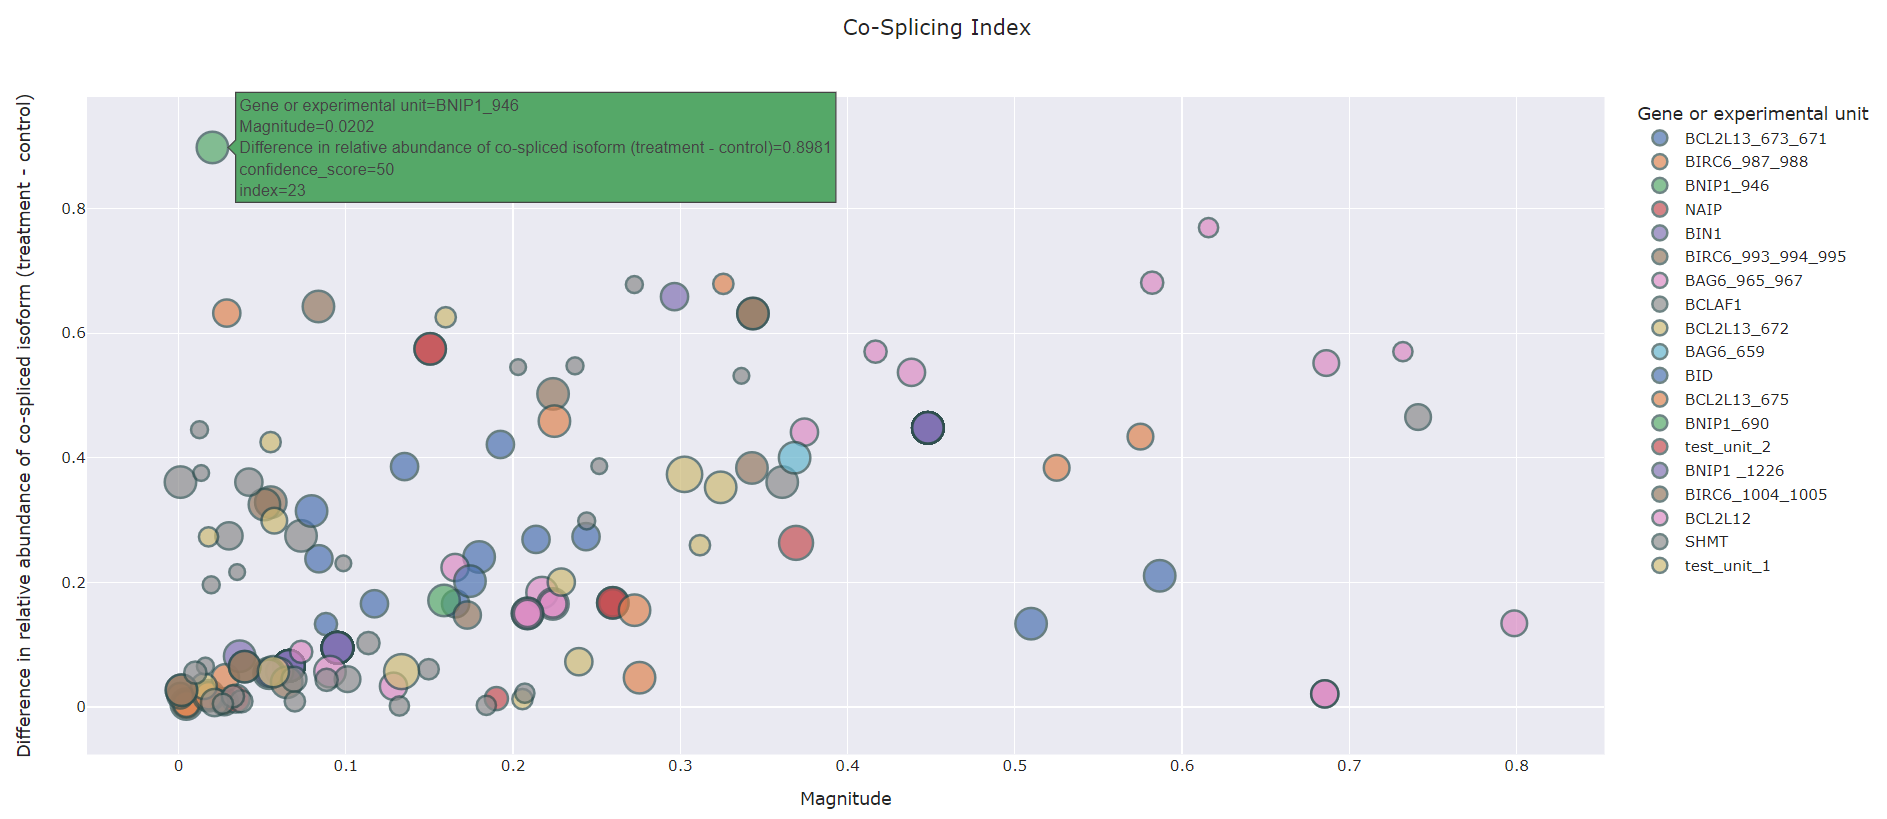 Co-Splicing Index
Gene or experimental unit=BNIP1_946
Magnitude=0.0202
Difference in relative abundance of co-spliced isoform (treatment - control)=0.8981
confidence_score=50
index=23
Difference in relative abundance of co-spliced isoform (treatment - control)
0.8
0.6
0.4
0.2
0
0
0.1
0.2
0.3
0.4
0.5
0.6
0.7
0.8
Magnitude
Gene or experimental unit
BCL2L13_673_671
BIRC6_987_988
BNIP1_946
NAIP
BIN1
BIRC6_993_994_995
BAG6_965_967
BCLAF1
BCL2L13_672
BAG6_659
BID
BCL2L13_675
BNIP1_690
test_unit_2
BNIP1 _1226
BIRC6_1004_1005
BCL2L12
SHMT
test_unit_1